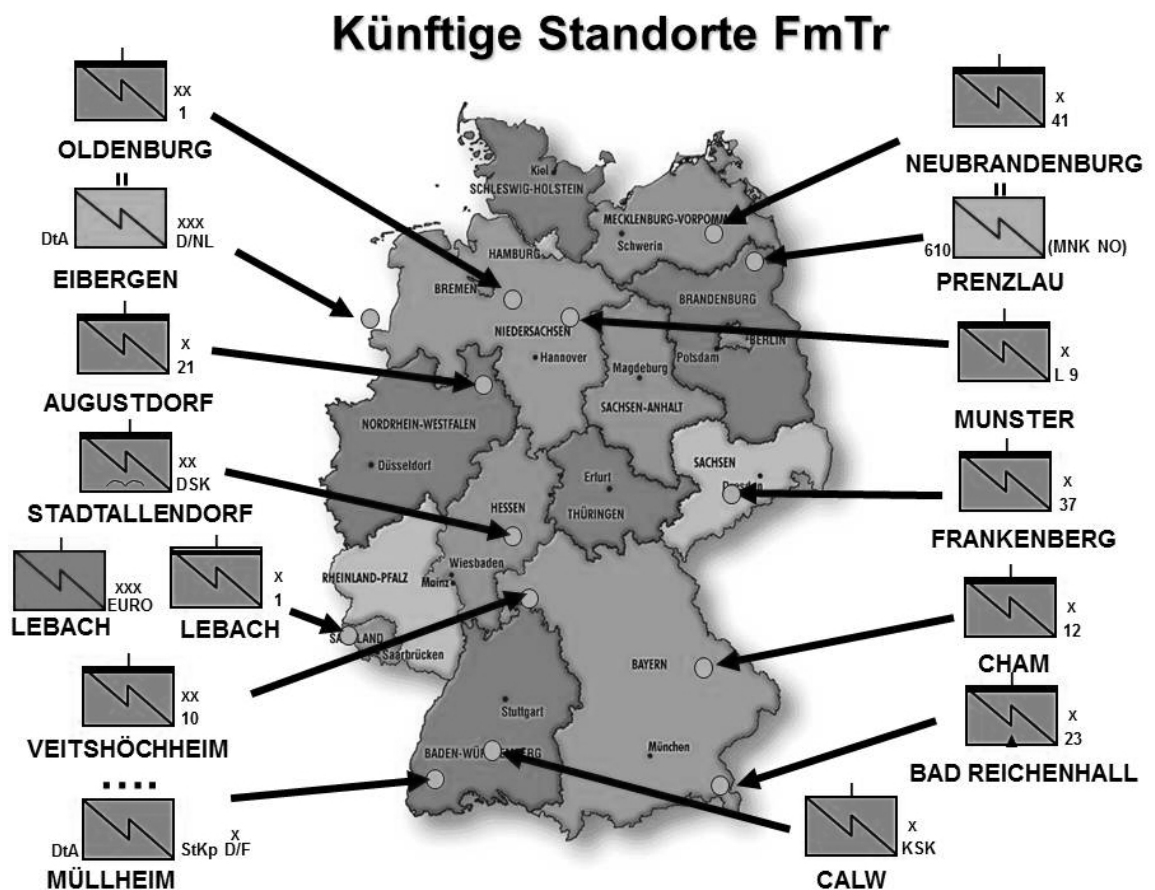 Künftige Standorte FmTr
XX
1
OLDENBURG
XXX
DtA D/NL
EIBERGEN
X
21
AUGUSTDORF
XX
DSK
STADTALLENDORF
XXX
EURO
LEBACH
X
1
LEBACH
XX
10
VEITSHÖCHHEIM
X
DtA StKp D/F
MÜLLHEIM
Kiel
SCHLESWIG-HOLSTEIN
MECKLENBURG-VORPOMM
Schwerin
HAMBURG
BREMEN
BRANDENBURG
NIEDERSACHSEN
BERLIN
Hannover
Potsdam
Magdeburg
SACHSEN-ANHALT
NORDRHEIN-WESTFALEN
Düsseldorf
SACHSEN
Dresden
Erfurt
THÜRINGEN
HESSEN
Wiesbaden
Mainz
RHEINLAND-PFALZ
SAARLAND
Saarbrücken
BAYERN
Stuttgart
München
BADEN-WÜRTTEMBERG
X
41
NEUBRANDENBURG
610 (MNK NO)
PRENZLAU
X
L 9
MUNSTER
X
37
FRANKENBERG
X
12
CHAM
X
23
BAD REICHENHALL
X
KSK
CALW